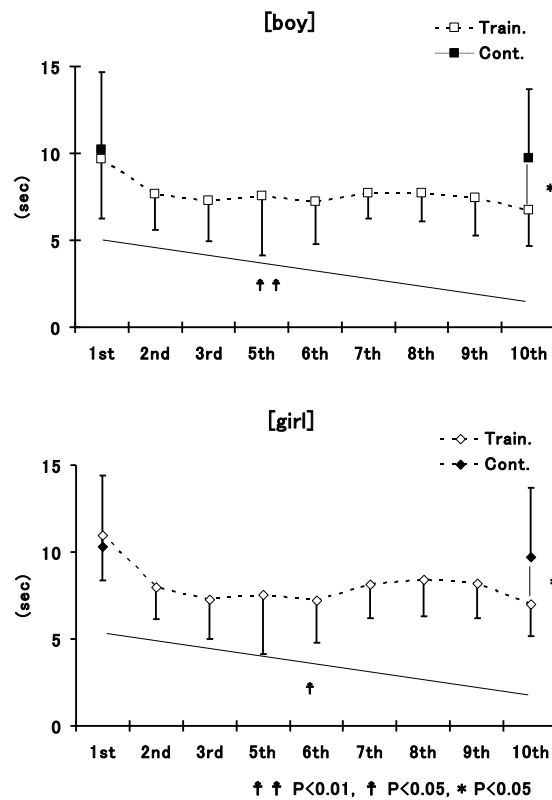 [boy]
Train.
Cont.
15
10
5
0
(sec)
*
† †
1st 2nd 3rd 5th 6th 7th 8th 9th 10th
[girl]
Train.
Cont.
15
10
5
0
(sec)
*
†
1st 2nd 3rd 5th 6th 7th 8th 9th 10th
† † P<0.01, † P<0.05, * P<0.05